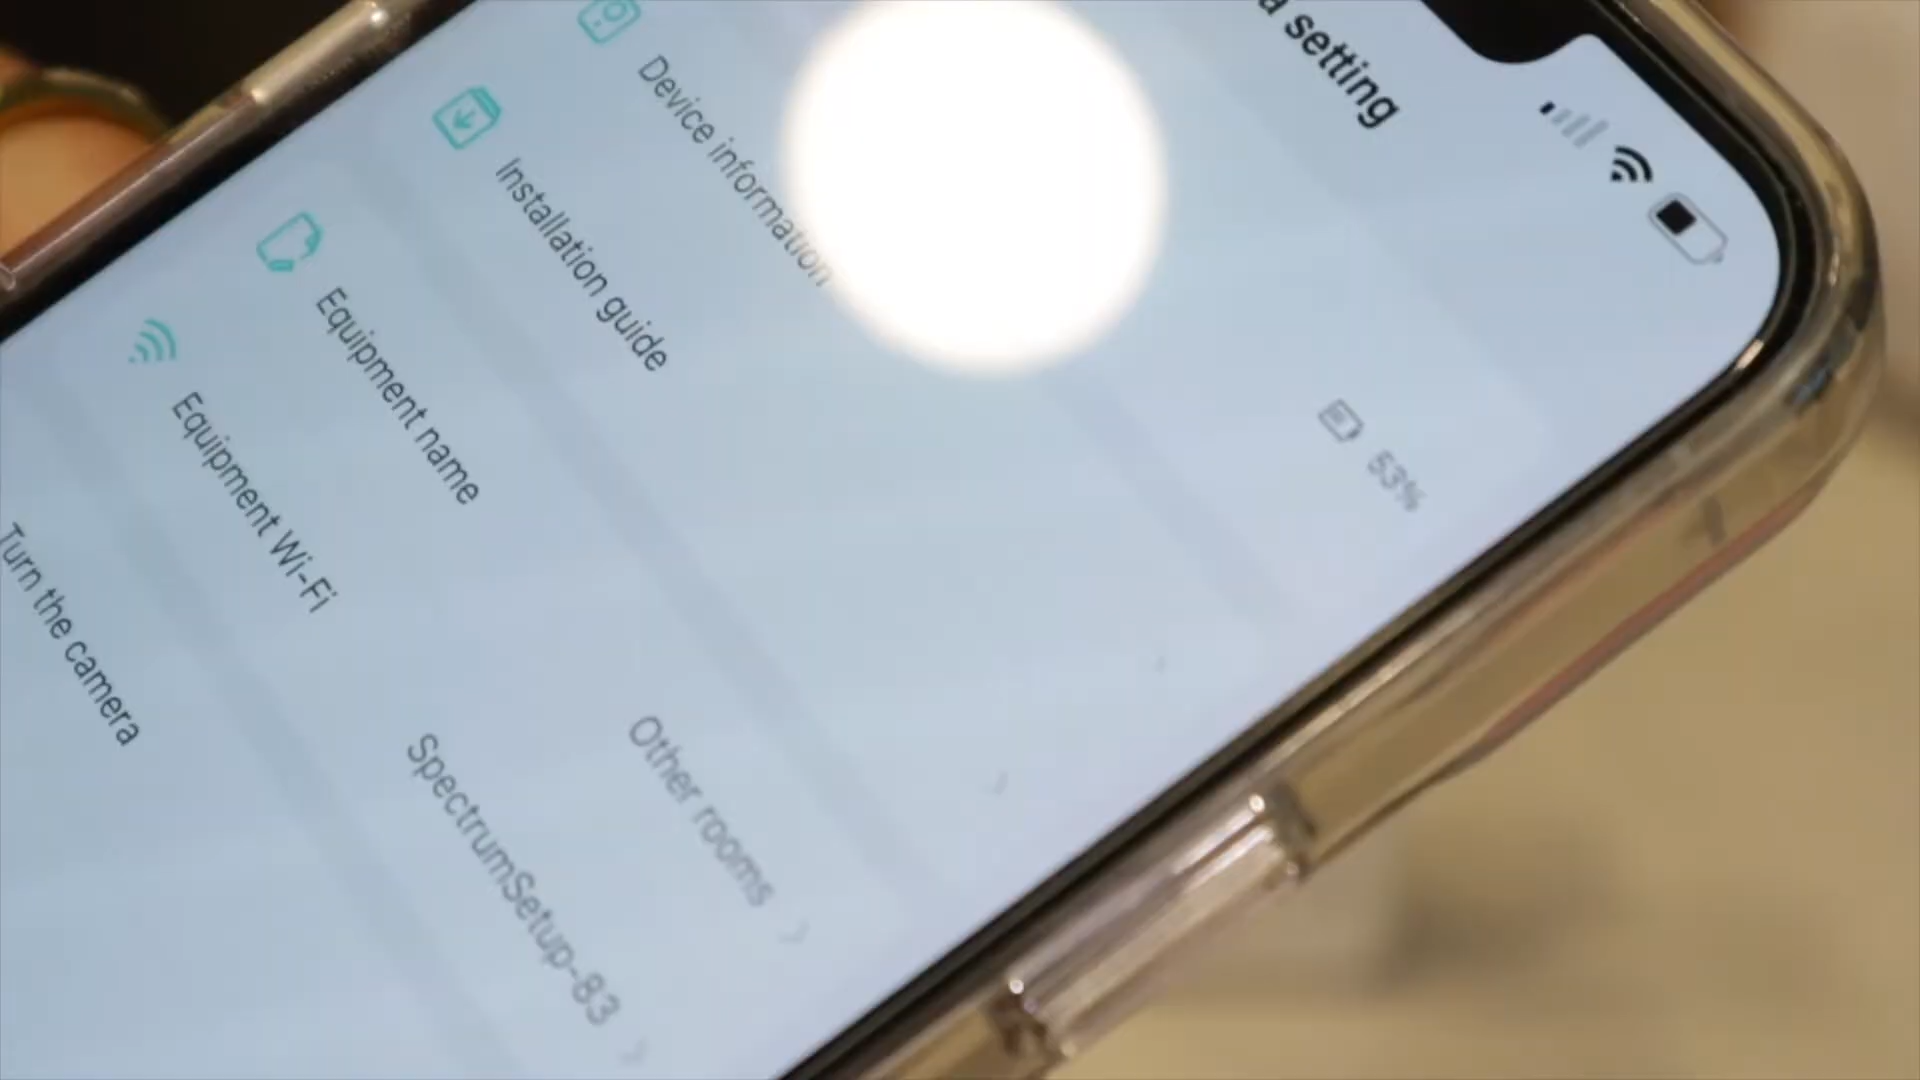 a setting
53%
Device information
Installation guide
Equipment name
Other rooms
Equipment Wi-Fi
SpectrumSetup-83
Turn the camera